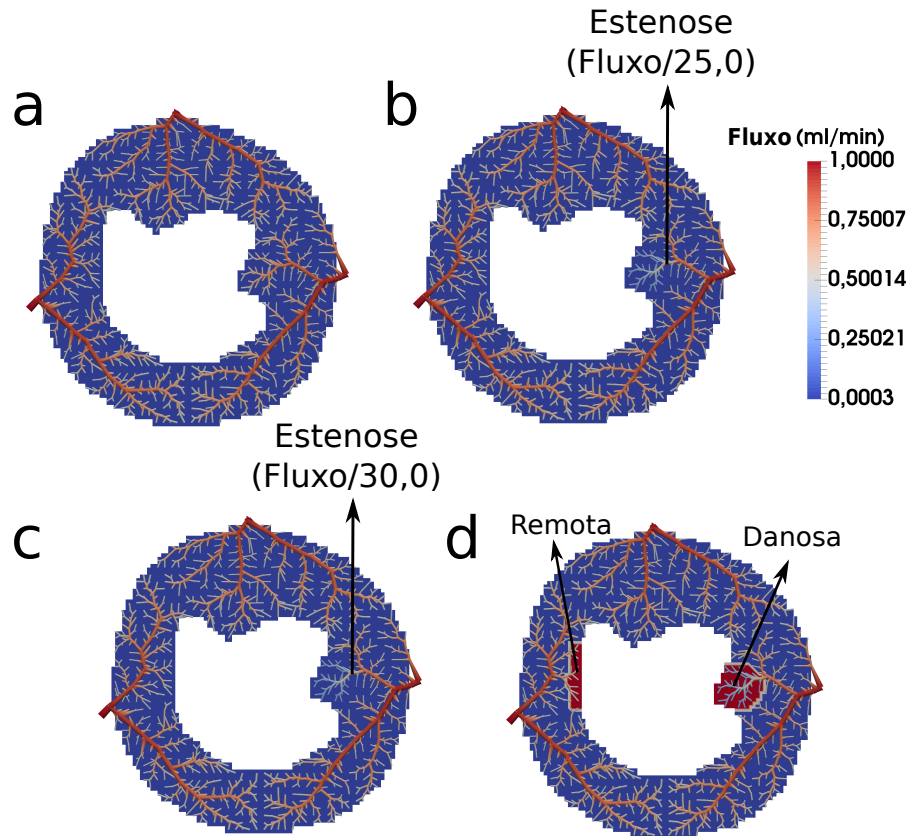 a
b
Estenose
(Fluxo/25,0)
Fluxo (ml/min)
1,0000
0,75007
0,50014
0,25021
0,0003
c
Estenose
(Fluxo/30,0)
d
Remota
Danosa